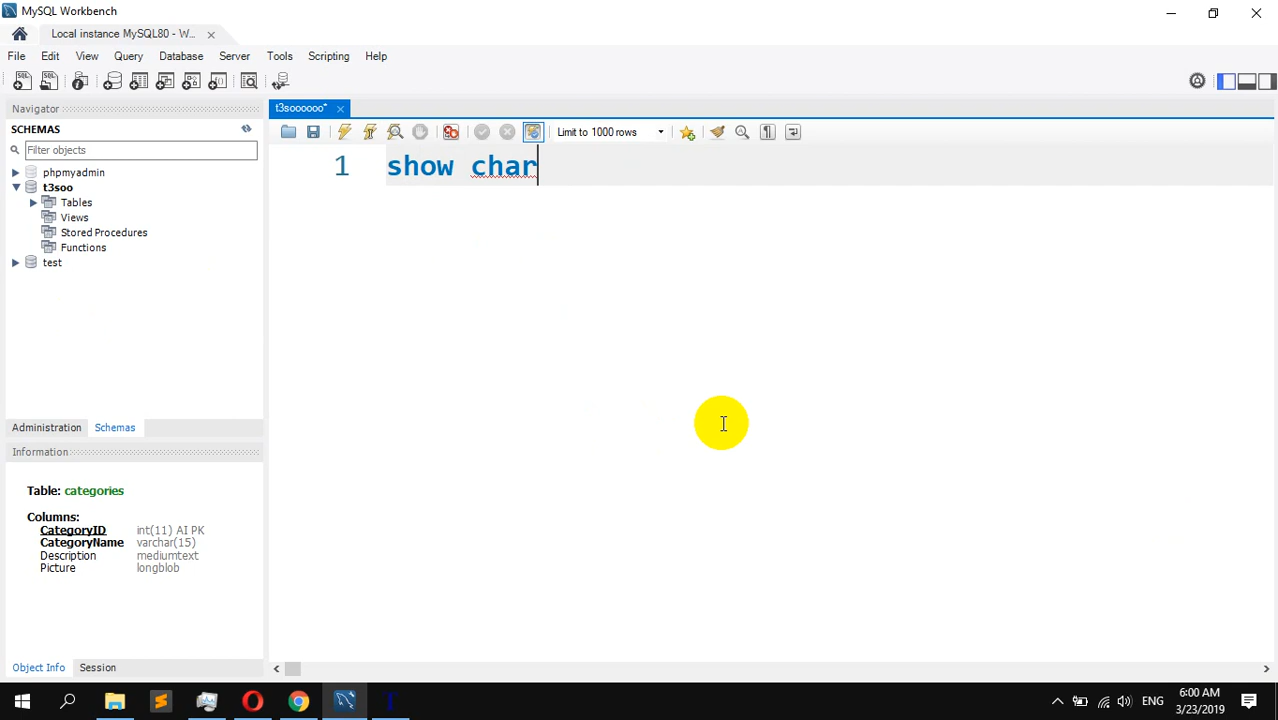 MySQL Workbench
Local instance MySQL80 - W...
File Edit View Query Database Server Tools Scripting Help
Navigator
SCHEMAS
Filter objects
phpmyadmin
t3soo
Tables
Views
Stored Procedures
Functions
test
Administration Schemas
Information
Table: categories
Columns:
CategoryID int(11) AI PK
CategoryName varchar(15)
Description mediumtext
Picture longblob
Object Info Session
t3soooooo*
Limit to 1000 rows
1 show char
ENG
6:00 AM
3/23/2019